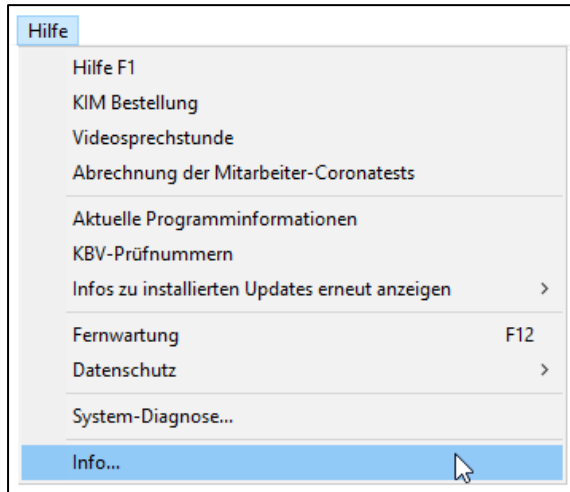 Hilfe
Hilfe F1
KIM Bestellung
Videosprechstunde
Abrechnung der Mitarbeiter-Coronatests
Aktuelle Programminformationen
KBV-Prüfnummern
Infos zu installierten Updates erneut anzeigen >
Fernwartung F12
Datenschutz >
System-Diagnose...
Info...